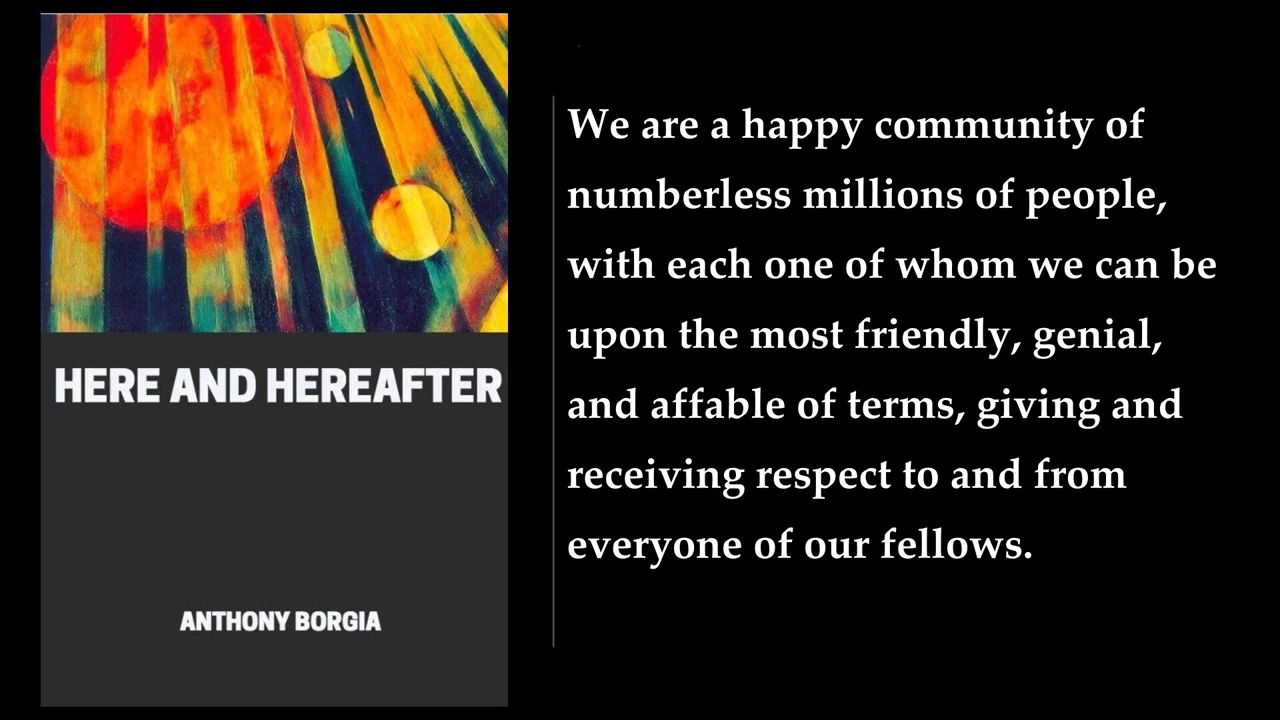 HERE AND HEREAFTER
ANTHONY BORGIA
We are a happy community of
numberless millions of people,
with each one of whom we can be
upon the most friendly, genial,
and affable of terms, giving and
receiving respect to and from
everyone of our fellows.